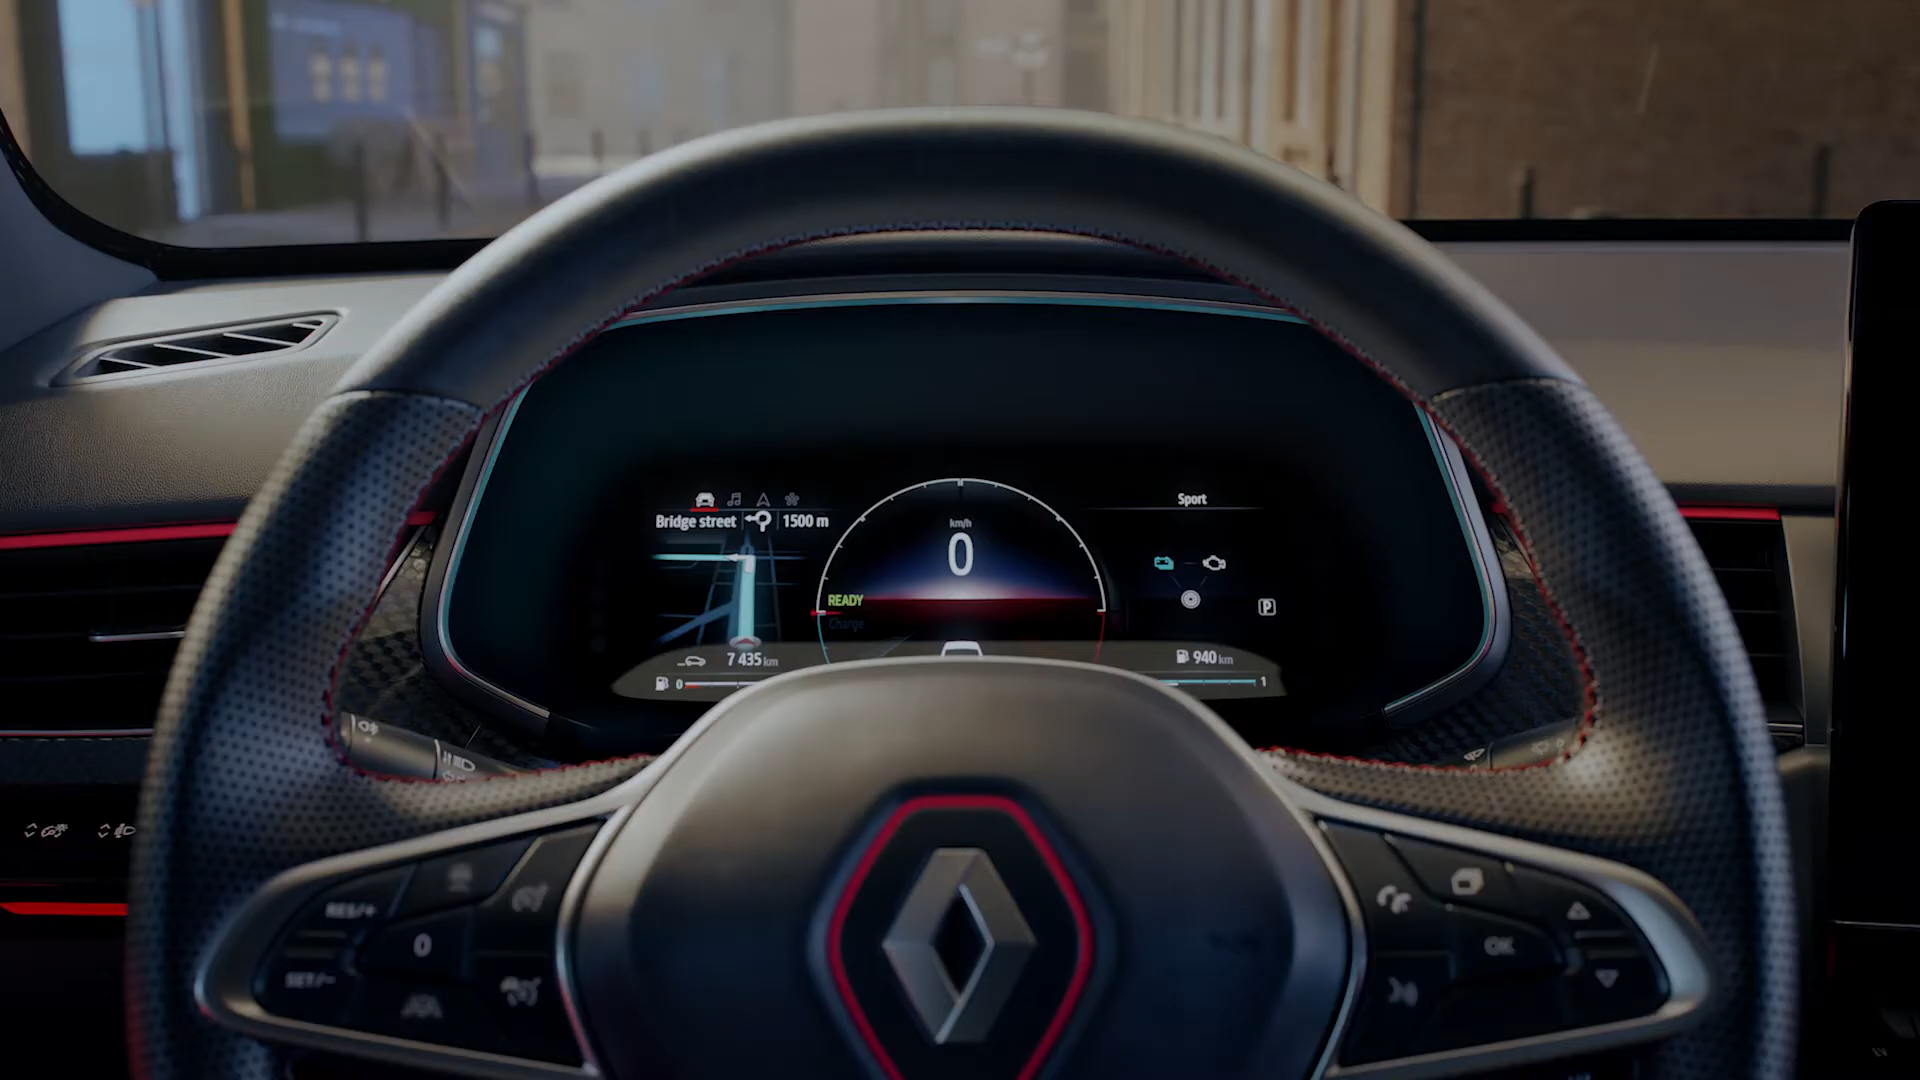 Sport
Bridge street
1500 m
km/h
0
READY
Charge
P
7 435 km
940 km
0
1
RES/+
0
SET/-
OK